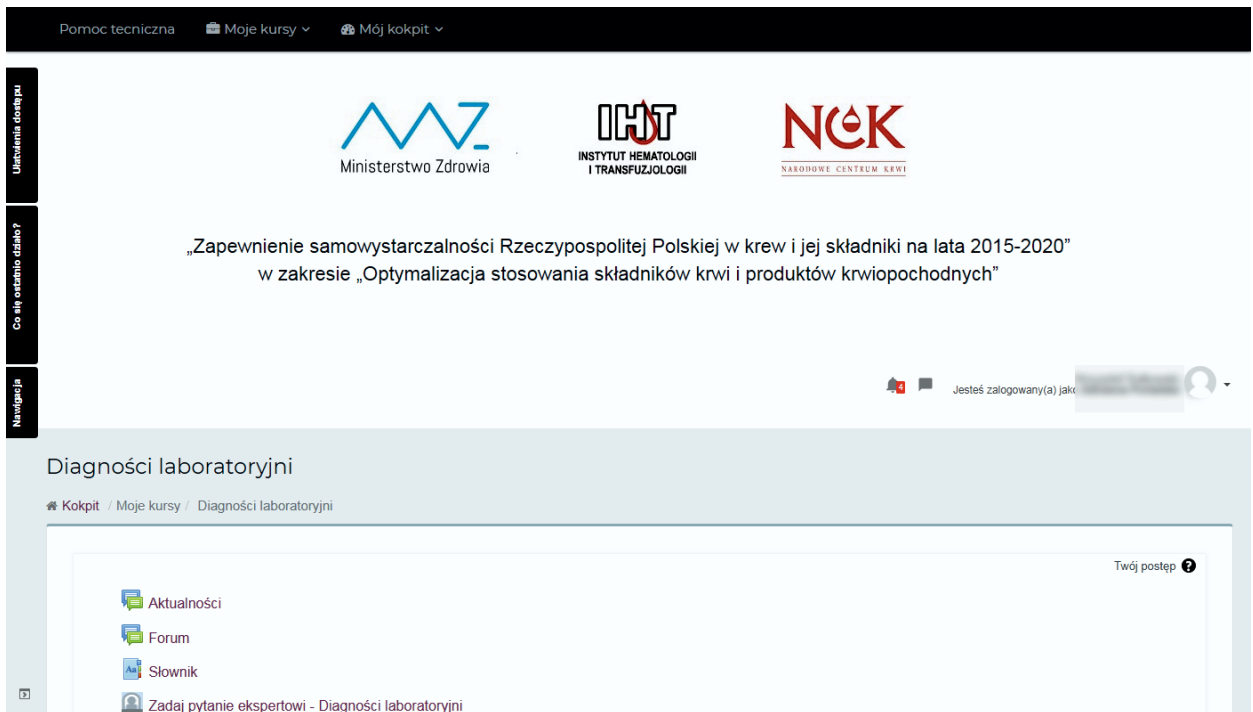 Pomoc tecniczna Moje kursy Mój kokpit
Ułatwienia dostępu
Co się ostatnio działo?
Nawigacja
Ministerstwo Zdrowia
IHIT
INSTYTUT HEMATOLOGII
I TRANSFUZJOLOGII
NCK
NARODOWE CENTRUM KRWI
„Zapewnienie samowystarczalności Rzeczypospolitej Polskiej w krew i jej składniki na lata 2015-2020”
w zakresie „Optymalizacja stosowania składników krwi i produktów krwiopochodnych”
4 Jesteś zalogowany(a) jako
Diagności laboratoryjni
Kokpit / Moje kursy / Diagności laboratoryjni
Twój postęp
Aktualności
Forum
Słownik
Zadaj pytanie ekspertowi - Diagności laboratoryjni